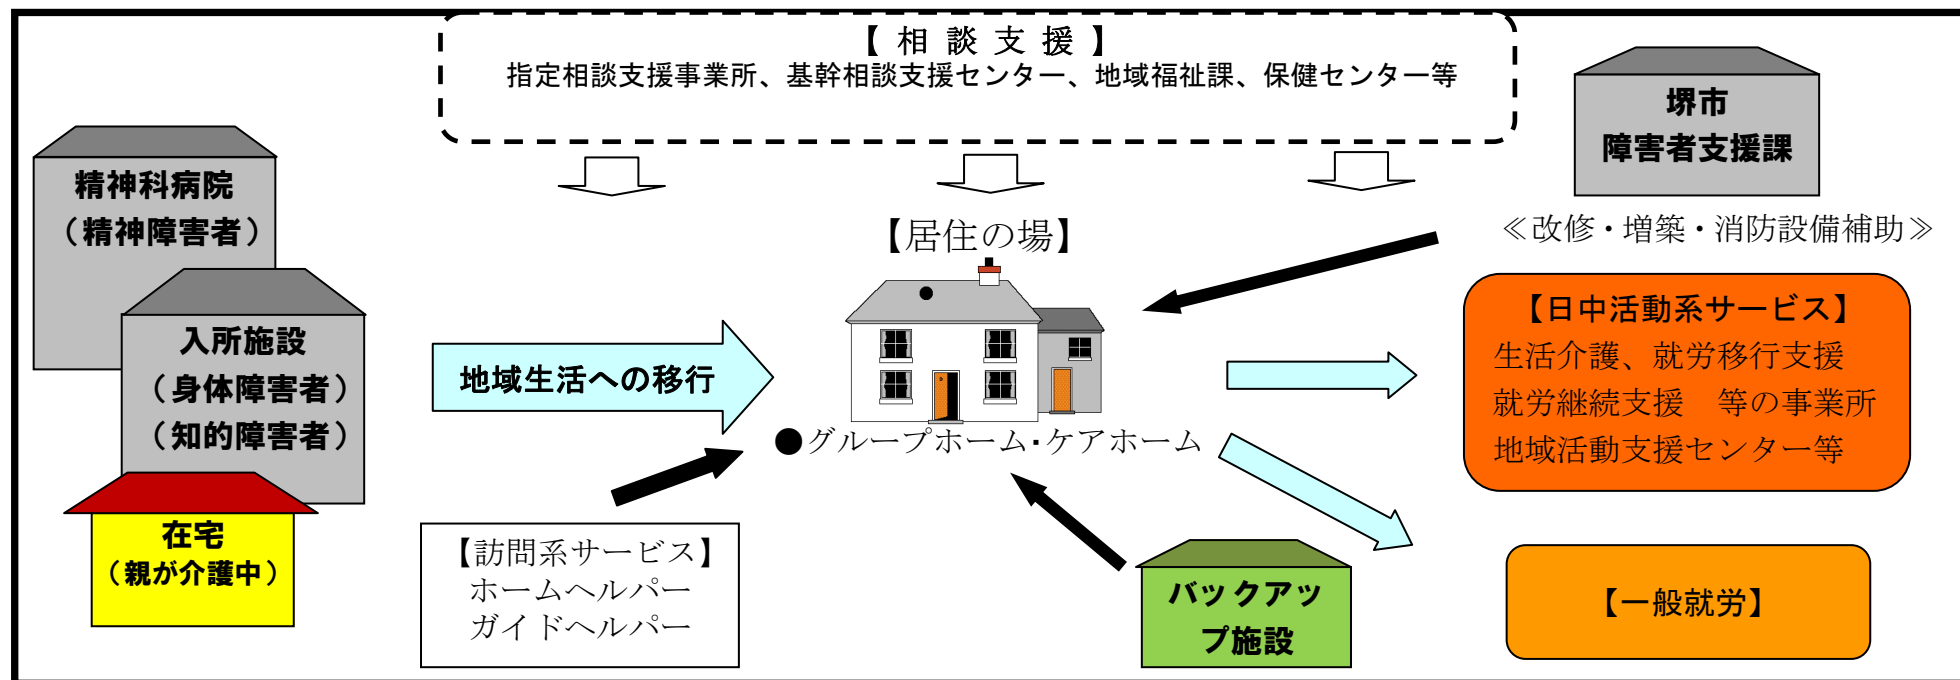 【 相 談 支 援 】
指定相談支援事業所、基幹相談支援センター、地域福祉課、保健センター等
堺市
障害者支援課
≪改修・増築・消防設備補助≫
精神科病院
（精神障害者）
入所施設
（身体障害者）
（知的障害者）
在宅
（親が介護中）
地域生活への移行
【居住の場】
●グループホーム・ケアホーム
【訪問系サービス】
ホームヘルパー
ガイドヘルパー
バックアッ
プ施設
【日中活動系サービス】
生活介護、就労移行支援
就労継続支援　等の事業所
地域活動支援センター等
【一般就労】